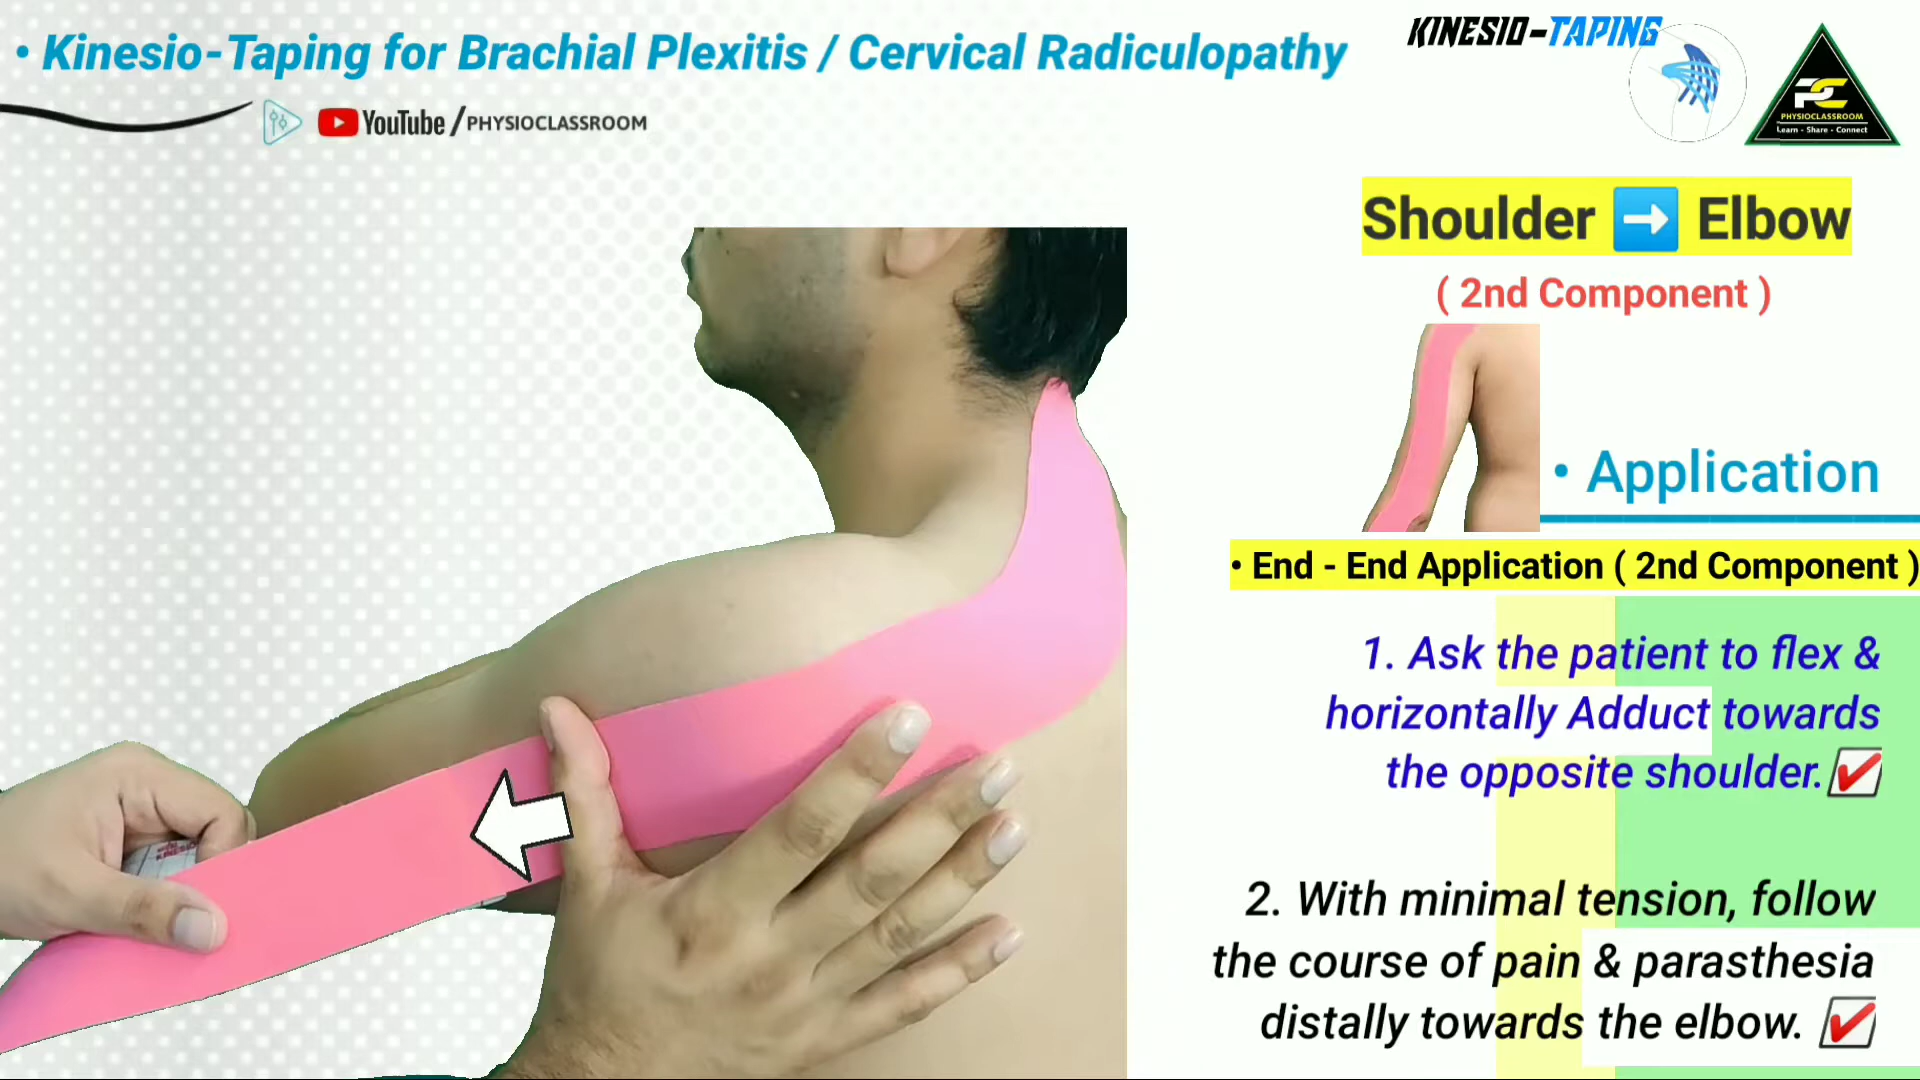 • Kinesio-Taping for Brachial Plexitis / Cervical Radiculopathy
KINESIO-TAPING
YouTube /PHYSIOCLASSROOM
PC
PHYSIOCLASSROOM
Learn - Share - Connect
Shoulder ➡ Elbow
( 2nd Component )
• Application
• End - End Application ( 2nd Component )
1. Ask the patient to flex &
horizontally Adduct towards
the opposite shoulder.
2. With minimal tension, follow
the course of pain & parasthesia
distally towards the elbow.